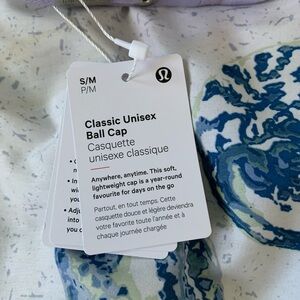 S/M
P/M
Classic Unisex
Ball Cap
Casquette
unisexe classique
Anywhere, anytime. This soft,
lightweight cap is a year-round
favourite for days on the go
Partout, en tout temps. Cette
casquette douce et légère deviendra
votre favorite toute l'année et à
chaque journée chargée